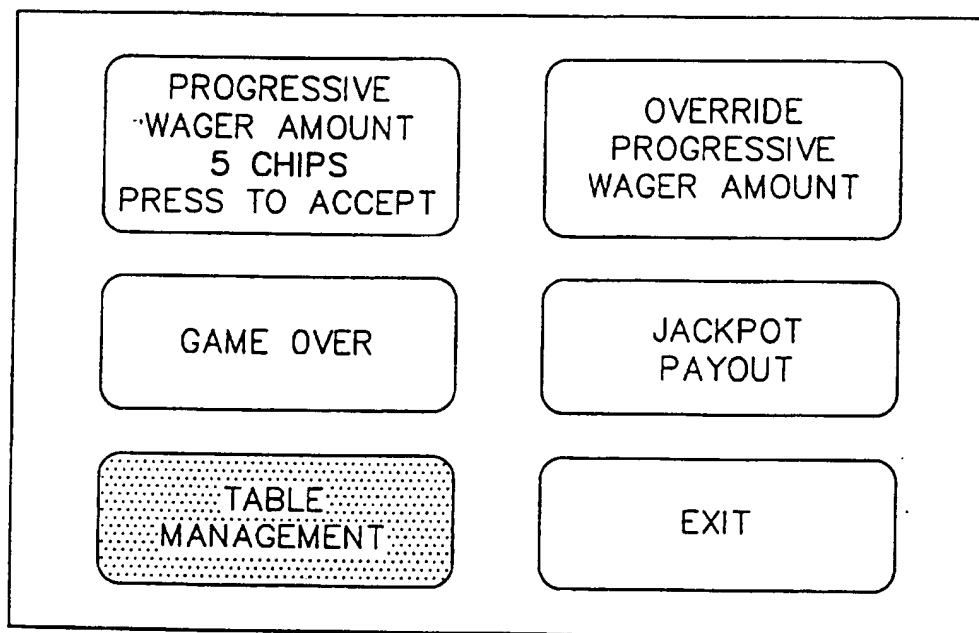 PROGRESSIVE
WAGER AMOUNT
5 CHIPS
PRESS TO ACCEPT
OVERRIDE
PROGRESSIVE
WAGER AMOUNT
GAME OVER
JACKPOT
PAYOUT
TABLE
MANAGEMENT
EXIT